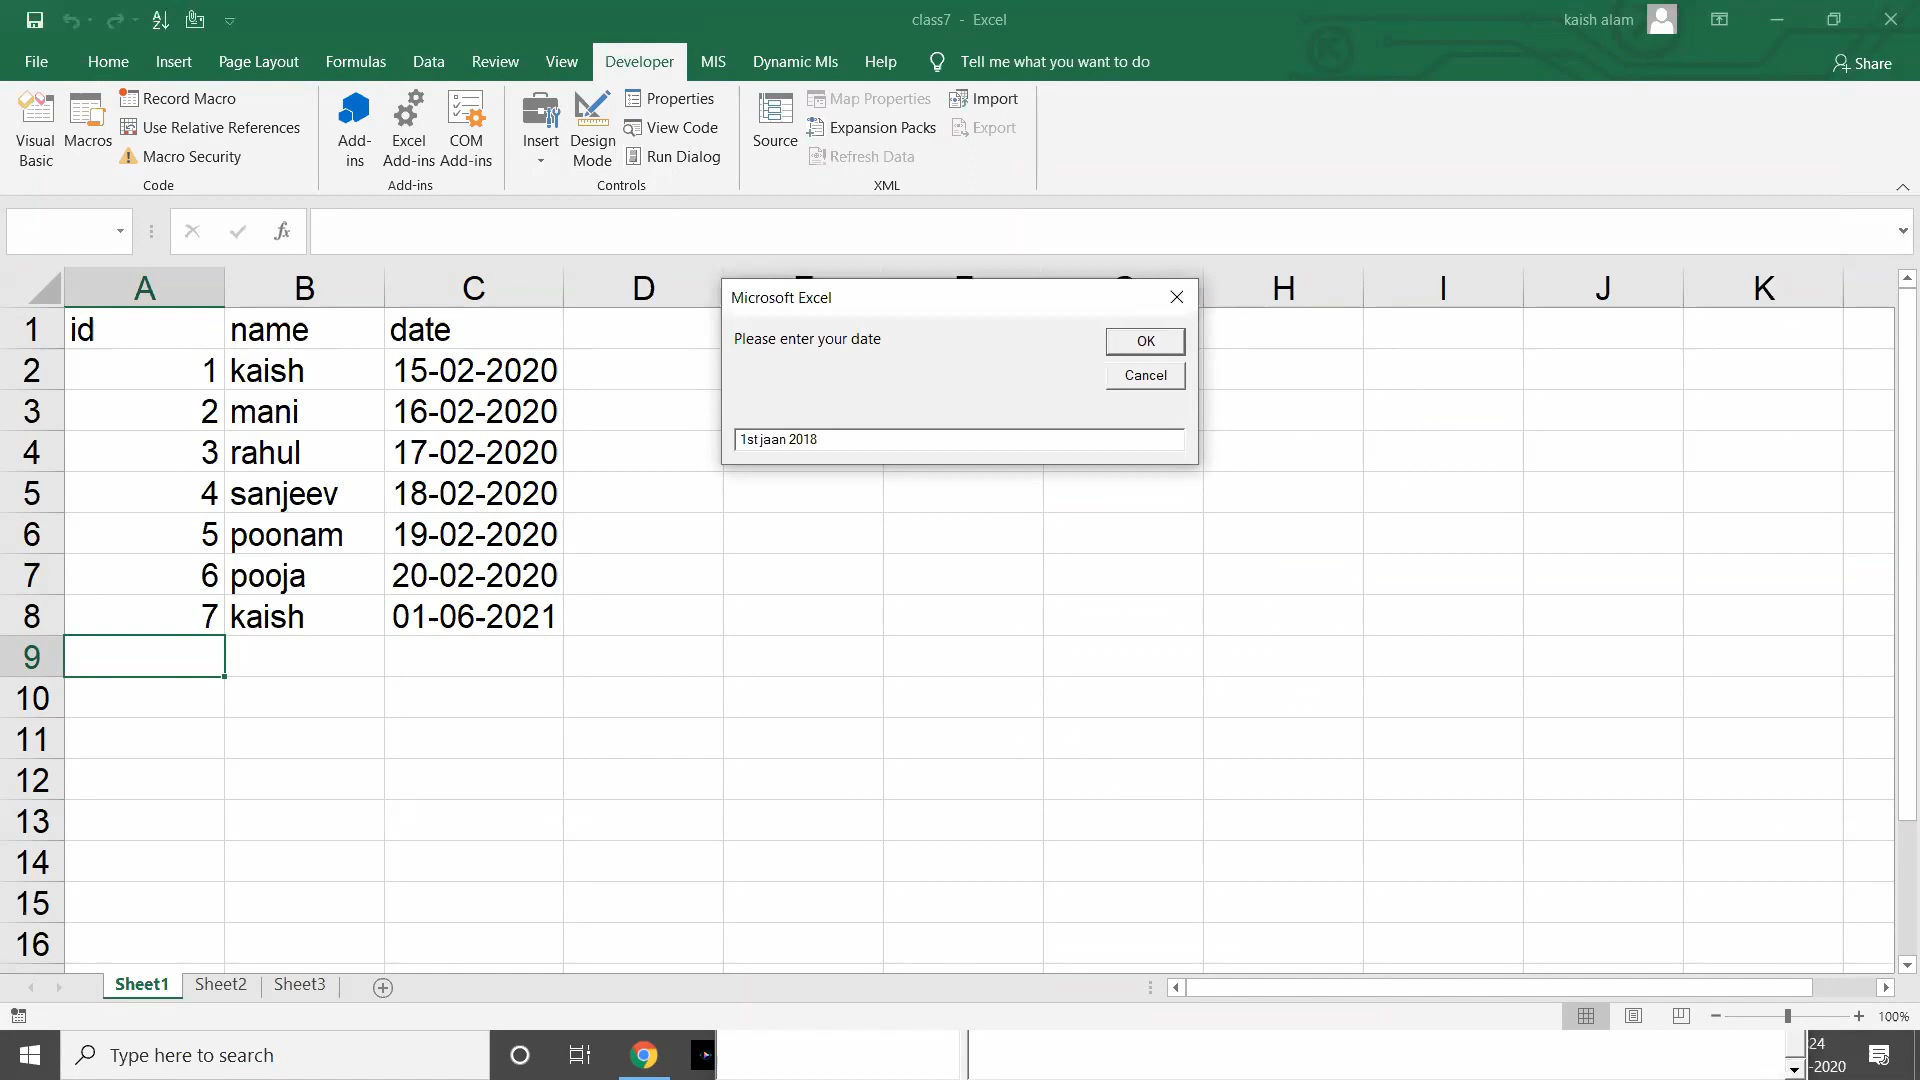 class7 - Excel
kaish alam
File Home Insert Page Layout Formulas Data Review View Developer MIS Dynamic MIs Help Tell me what you want to do Share
Visual Basic
Macros
Record Macro
Use Relative References
Macro Security
Code
Add-ins
Excel Add-ins
COM Add-ins
Add-ins
Insert
Design Mode
Properties
View Code
Run Dialog
Controls
Source
Map Properties
Expansion Packs
Refresh Data
Import
Export
XML
fx
A B C D H I J K
Microsoft Excel
Please enter your date
OK
Cancel
1st jaan 2018
1 id name date
2 1 kaish 15-02-2020
3 2 mani 16-02-2020
4 3 rahul 17-02-2020
5 4 sanjeev 18-02-2020
6 5 poonam 19-02-2020
7 6 pooja 20-02-2020
8 7 kaish 01-06-2021
9
10
11
12
13
14
15
16
Sheet1 Sheet2 Sheet3
100%
Type here to search
24
-2020